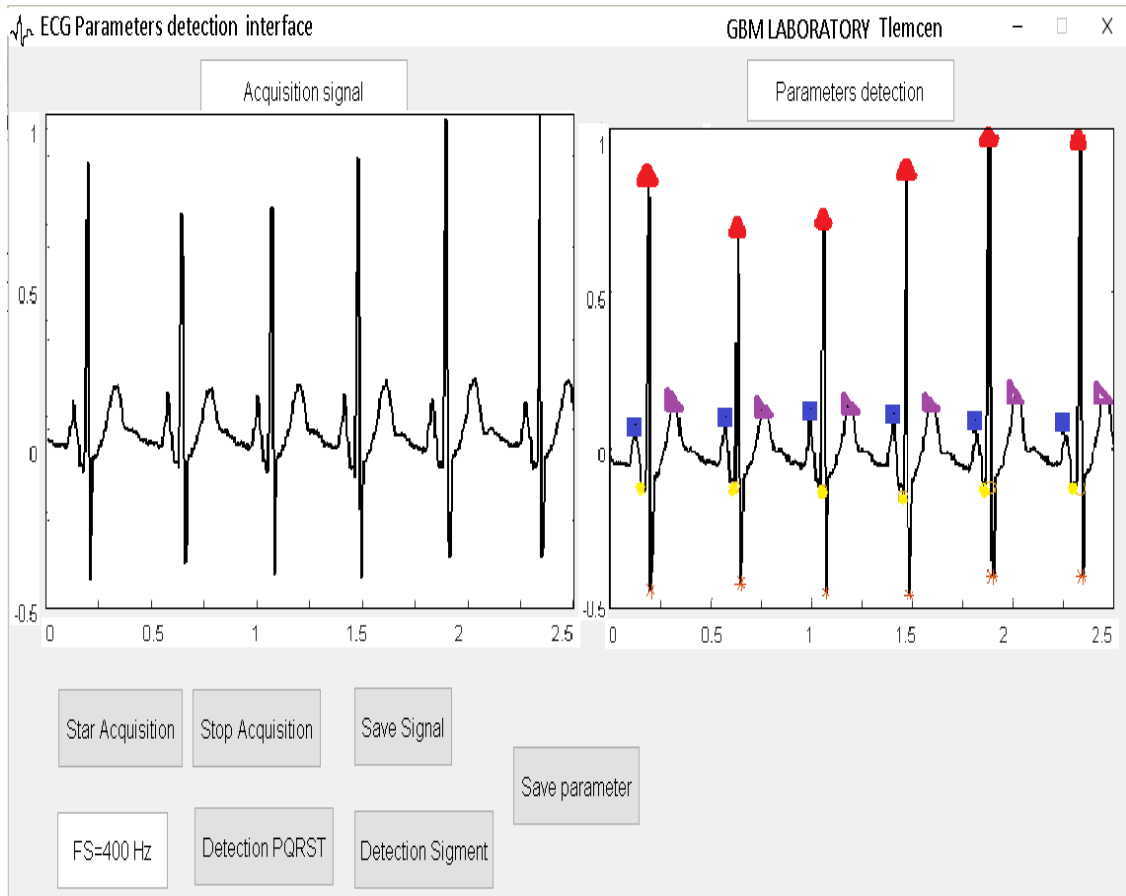 ECG Parameters detection interface
GBM LABORATORY Tlemcen
Acquisition signal
Parameters detection
1
0.5
0
-0.5
0 0.5 1 1.5 2 2.5
1
0.5
0
-0.5
0 0.5 1 1.5 2 2.5
Star Acquisition
Stop Acquisition
Save Signal
Save parameter
FS=400 Hz
Detection PQRST
Detection Sigment